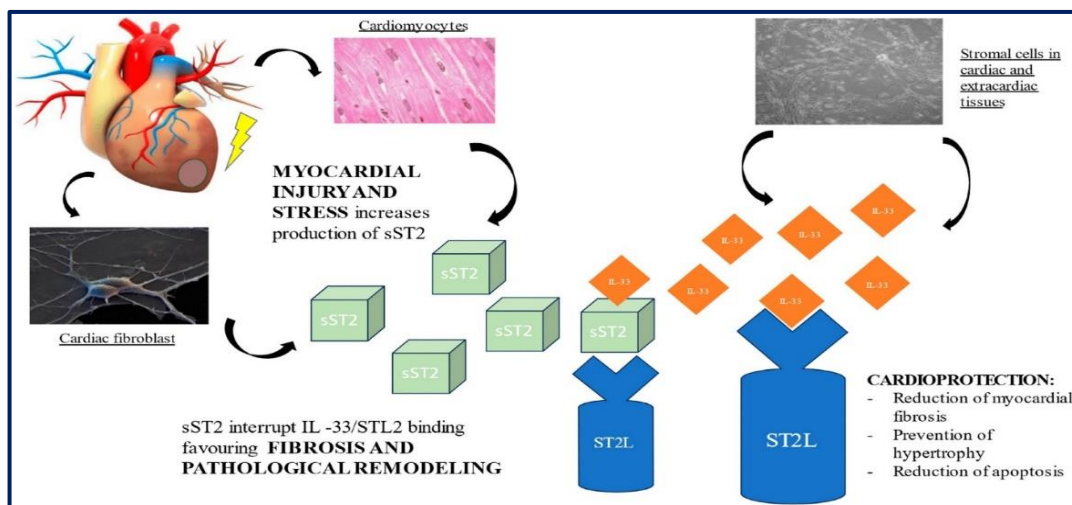 Cardiomyocytes
Stromal cells in
cardiac and
extracardiac
tissues
MYOCARDIAL
INJURY AND
STRESS increases
production of sST2
Cardiac fibroblast
sST2
sST2
sST2
sST2
sST2
IL-33
IL-33
IL-33
IL-33
IL-33
IL-33
IL-33
ST2L
ST2L
sST2 interrupt IL -33/STL2 binding
favouring FIBROSIS AND
PATHOLOGICAL REMODELING
CARDIOPROTECTION:
- Reduction of myocardial
fibrosis
- Prevention of
hypertrophy
- Reduction of apoptosis